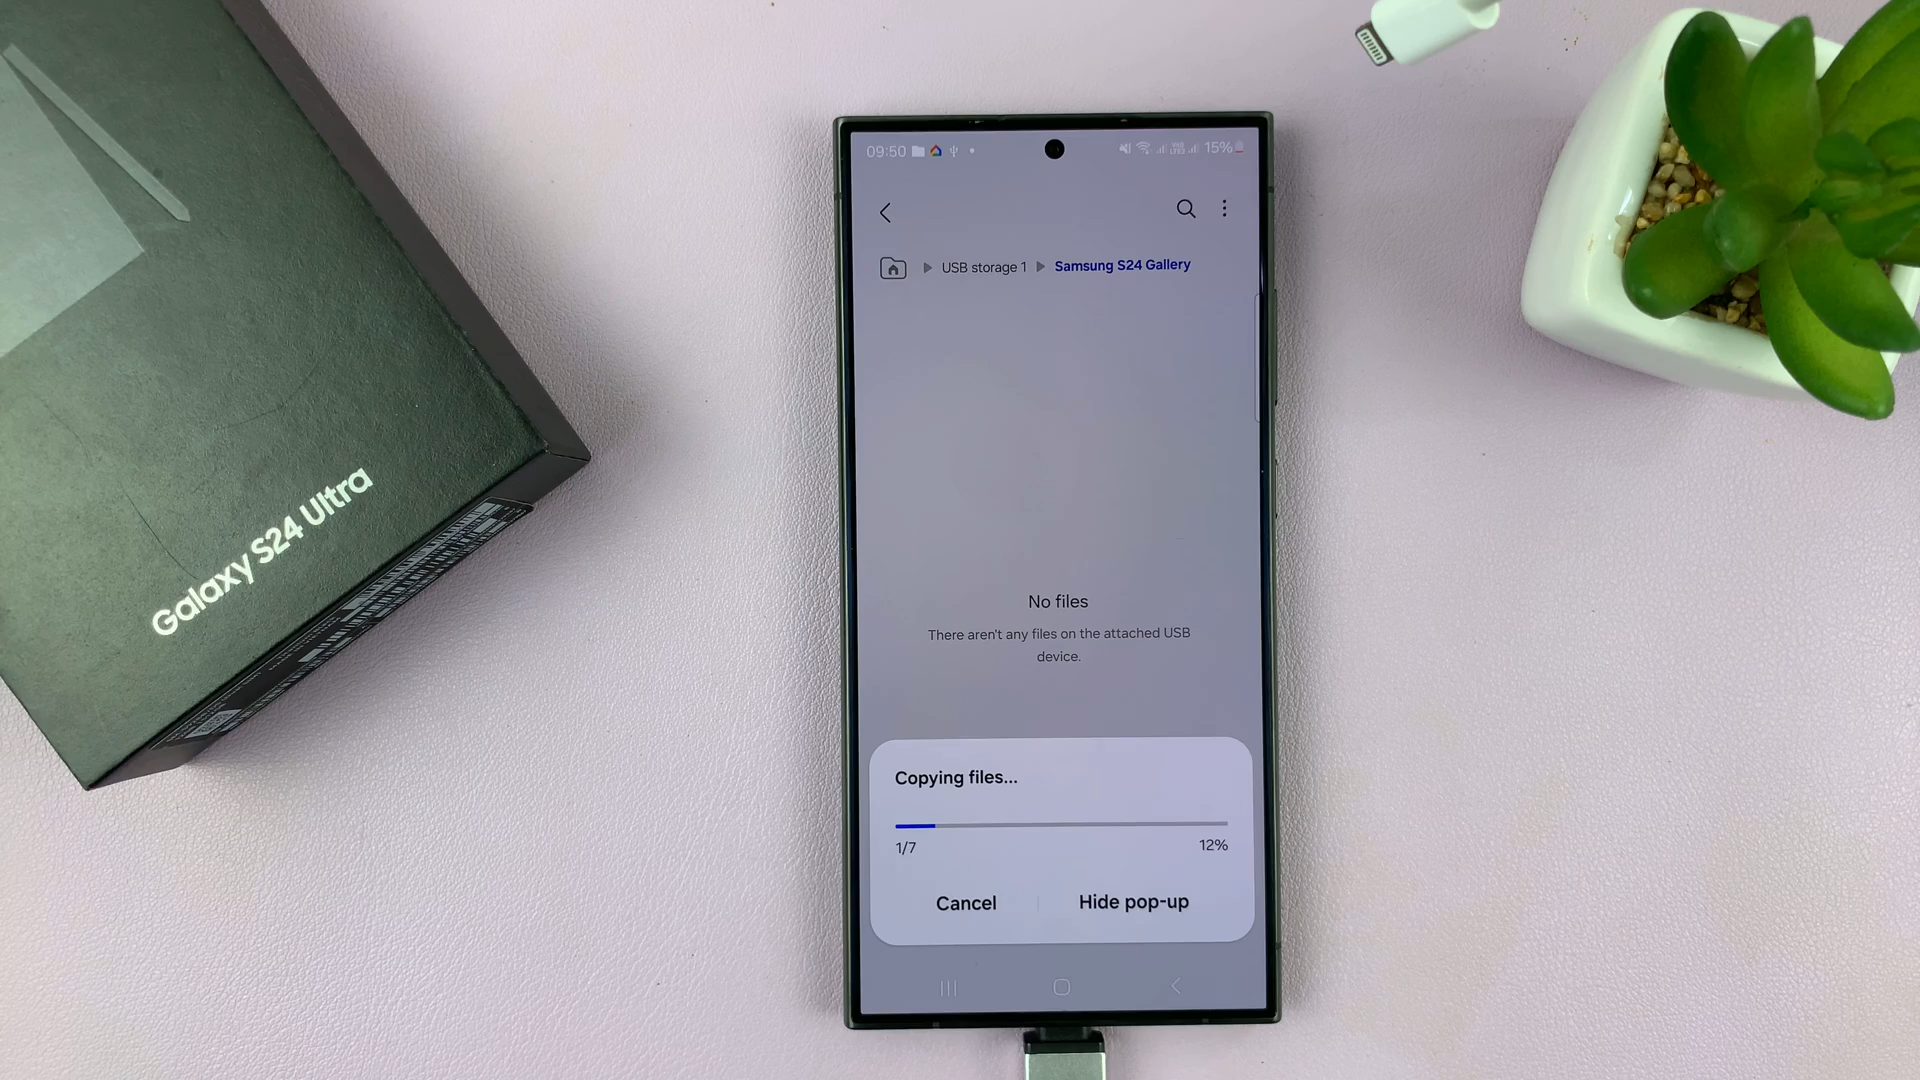 Galaxy S24 Ultra
09:50
15%
USB storage 1
Samsung S24 Gallery
No files
There aren't any files on the attached USB
device.
Copying files...
1/7
12%
Cancel
Hide pop-up